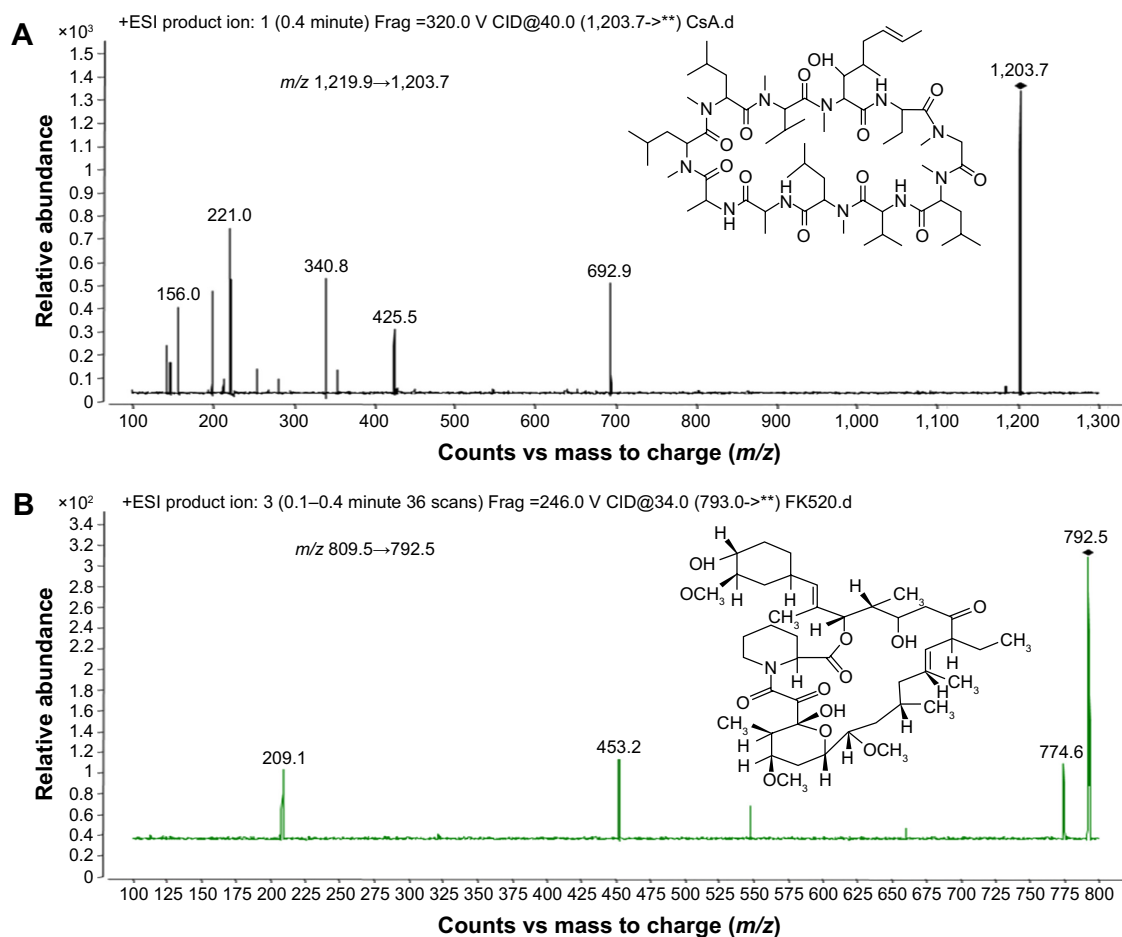 A
+ESI product ion: 1 (0.4 minute) Frag =320.0 V CID@40.0 (1,203.7->**) CsA.d
×10³
1.5
1.4
1.3
1.2
1.1
1
0.9
0.8
0.7
0.6
0.5
0.4
0.3
0.2
0.1
0
Relative abundance
m/z 1,219.9→1,203.7
156.0
221.0
340.8
425.5
692.9
1,203.7
OH
O
O
N
N
N
H
N
O
N
O
O
O
N
O
N
O
O
N
H
O
N
H
O
N
O
H
N
O
100 200 300 400 500 600 700 800 900 1,000 1,100 1,200 1,300
Counts vs mass to charge (m/z)
B
+ESI product ion: 3 (0.1–0.4 minute 36 scans) Frag =246.0 V CID@34.0 (793.0->**) FK520.d
×10²
3.4
3.2
3
2.8
2.6
2.4
2.2
2
1.8
1.6
1.4
1.2
1
0.8
0.6
0.4
0.2
0
Relative abundance
m/z 809.5→792.5
209.1
453.2
774.6
792.5
H
OH
OCH₃
H
H
H
CH₃
CH₃
H
O
OH
O
CH₃
H
N
H
O
O
O
OH
CH₃
H
O
H
CH₃
H
CH₃
H
OCH₃
H
OCH₃
H
100 125 150 175 200 225 250 275 300 325 350 375 400 425 450 475 500 525 550 575 600 625 650 675 700 725 750 775 800
Counts vs mass to charge (m/z)